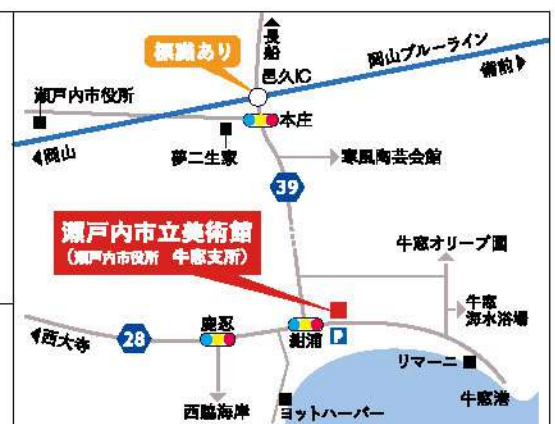 長船
標識あり
邑久IC
岡山ブルーライン
備前
瀬戸内市役所
本庄
岡山
夢二生家
寒風陶芸会館
39
瀬戸内市立美術館
(瀬戸内市役所 牛窓支所)
牛窓オリーブ園
牛窓
海水浴場
鹿忍
紺浦
P
西大寺
28
リマーニ
西脇海岸
ヨットハーバー
牛窓港